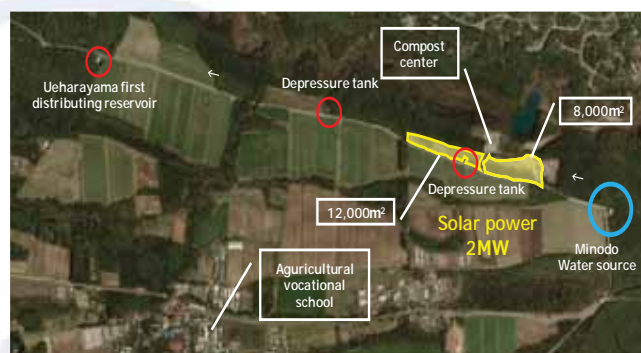 Compost
center
Ueharayama first
distributing reservoir
Depressure tank
8,000m²
12,000m²
Depressure tank
Solar power
2MW
Minodo
Water source
Aguricultural
vocational
school